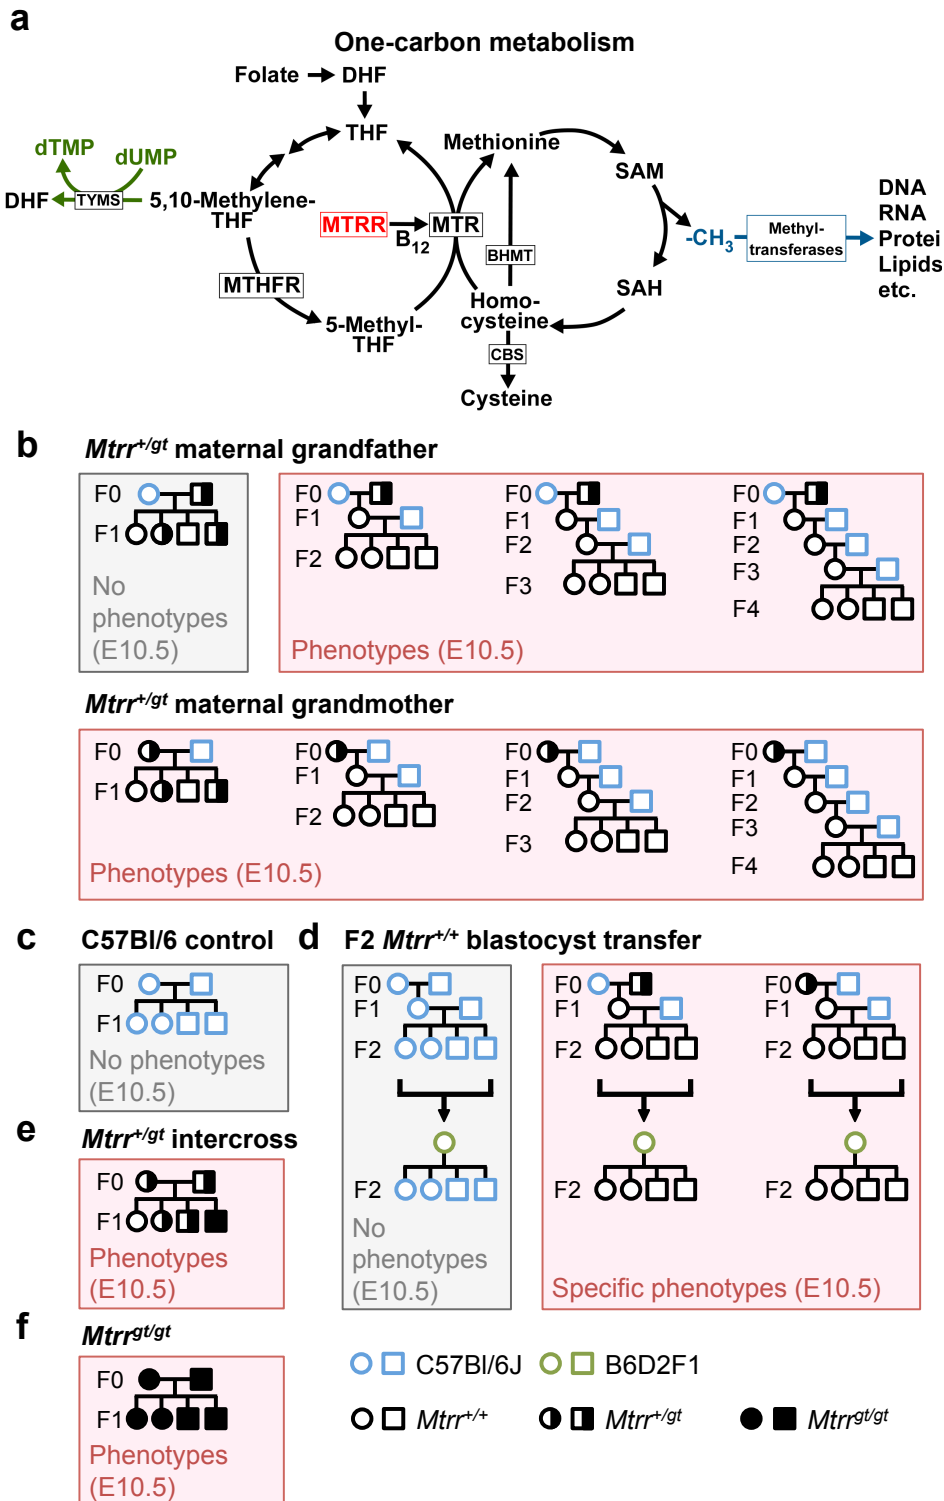 a
One-carbon metabolism
Folate DHF
THF
Methionine
SAM
dTMP
dUMP
DHF
TYMS
5,10-Methylene-
THF
MTRR
B12
MTR
BHMT
-CH3
Methyl-
transferases
DNA
RNA
Protei
Lipids
etc.
MTHFR
SAH
5-Methyl-
THF
Homo-
cysteine
CBS
Cysteine
b
Mtrr+/gt maternal grandfather
F0
F1
No
phenotypes
(E10.5)
F0
F1
F2
F0
F1
F2
F3
F0
F1
F2
F3
F4
Phenotypes (E10.5)
Mtrr+/gt maternal grandmother
F0
F1
F0
F1
F2
F0
F1
F2
F3
F0
F1
F2
F3
F4
Phenotypes (E10.5)
c
C57Bl/6 control
F0
F1
No phenotypes
(E10.5)
d
F2 Mtrr+/+ blastocyst transfer
F0
F1
F2
F2
No
phenotypes
(E10.5)
F0
F1
F2
F2
F0
F1
F2
F2
Specific phenotypes (E10.5)
e
Mtrr+/gt intercross
F0
F1
Phenotypes
(E10.5)
f
Mtrrgt/gt
F0
F1
Phenotypes
(E10.5)
C57Bl/6J
B6D2F1
Mtrr+/+
Mtrr+/gt
Mtrrgt/gt